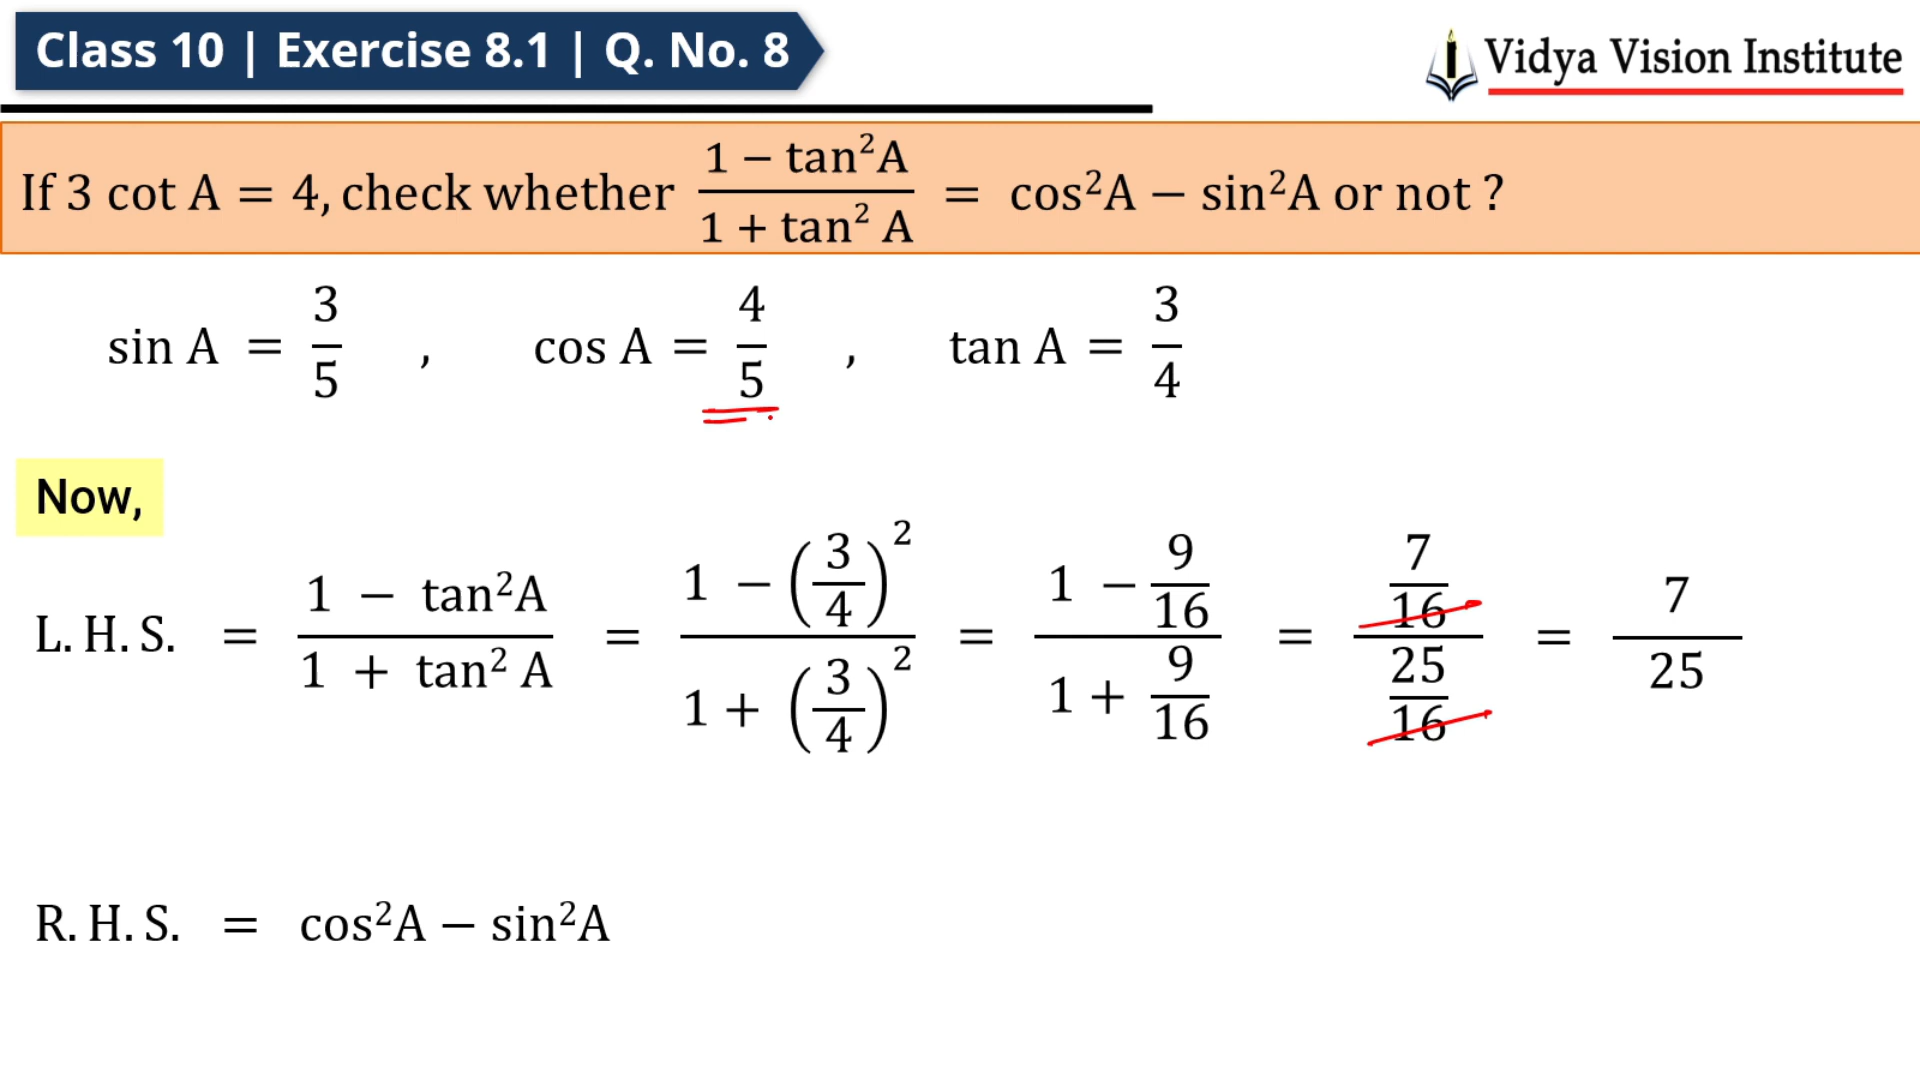 Class 10 | Exercise 8.1 | Q. No. 8
Vidya Vision Institute
If 3 cot A = 4, check whether (1 − tan²A)/(1 + tan² A) = cos²A − sin²A or not ?
sin A = 3/5 , cos A = 4/5 , tan A = 3/4
Now,
L. H. S. = (1 − tan²A)/(1 + tan² A) = (1 − (3/4)²)/(1 + (3/4)²) = (1 − 9/16)/(1 + 9/16) = (7/16)/(25/16) = 7/25
R. H. S. = cos²A − sin²A